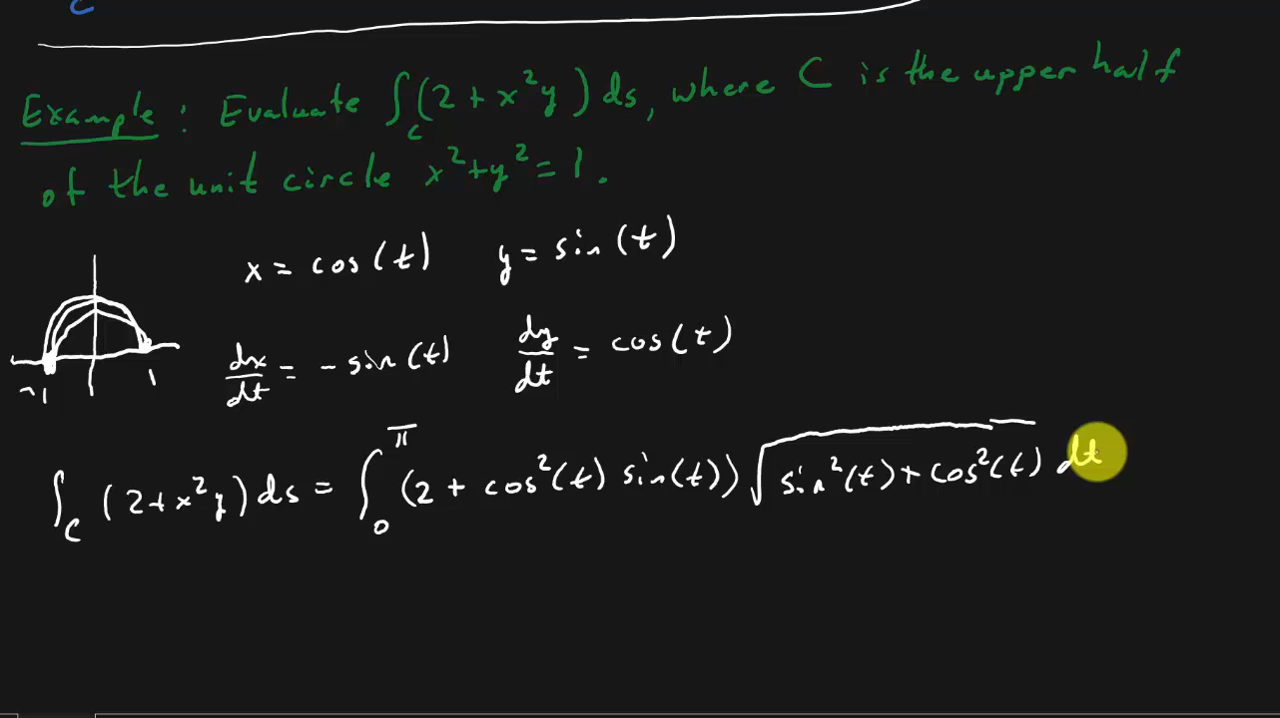 C
Example: Evaluate ∫_C (2 + x²y) ds, where C is the upper half
of the unit circle x² + y² = 1.
x = cos(t)  y = sin(t)
dx/dt = -sin(t)  dy/dt = cos(t)
-1  1
∫_C (2 + x²y) ds = ∫_0^π (2 + cos²(t) sin(t)) √(sin²(t) + cos²(t)) dt